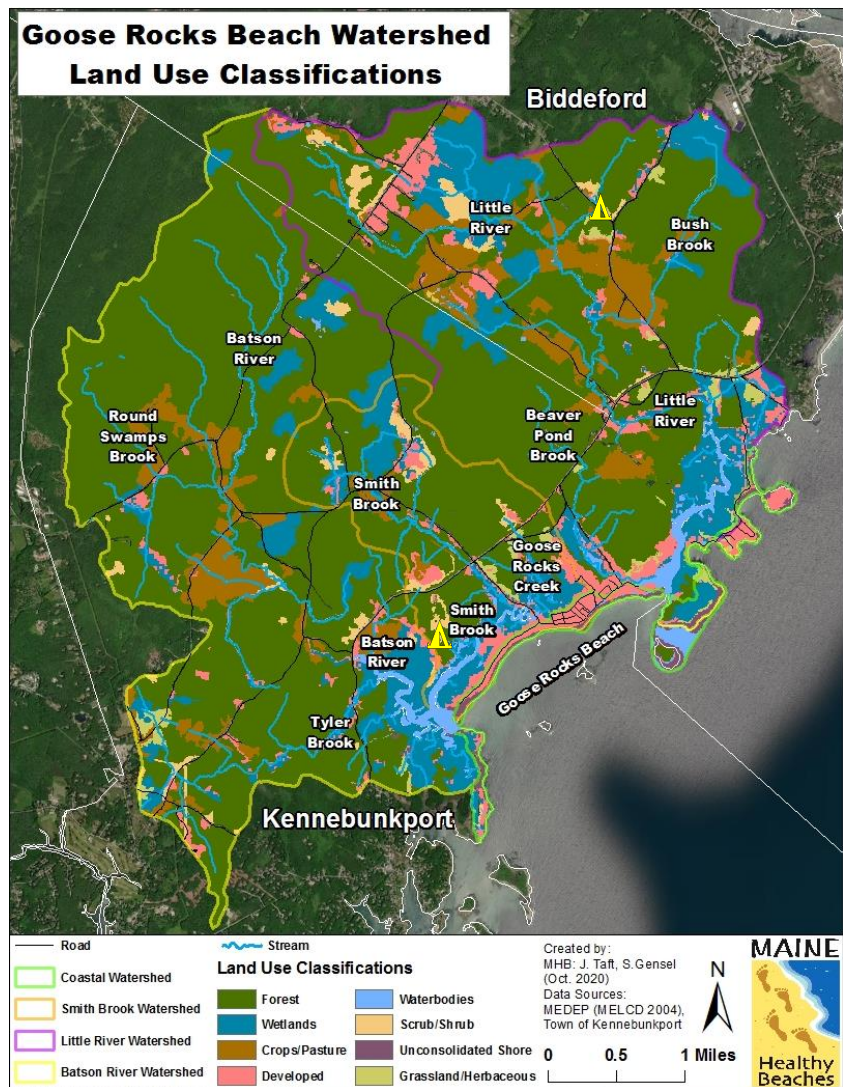 Goose Rocks Beach Watershed
Land Use Classifications
Biddeford
Little
River
Bush
Brook
Batson
River
Round
Swamps
Brook
Beaver
Pond
Brook
Little
River
Smith
Brook
Goose
Rocks
Creek
Smith
Brook
Batson
River
Goose Rocks Beach
Tyler
Brook
Kennebunkport
Road
Coastal Watershed
Smith Brook Watershed
Little River Watershed
Batson River Watershed
Stream
Land Use Classifications
Forest
Wetlands
Crops/Pasture
Developed
Waterbodies
Scrub/Shrub
Unconsolidated Shore
Grassland/Herbaceous
Created by:
MHB: J. Taft, S.Gensel
(Oct. 2020)
Data Sources:
MEDEP (MELCD 2004),
Town of Kennebunkport
N
0 0.5 1 Miles
MAINE
Healthy
Beaches